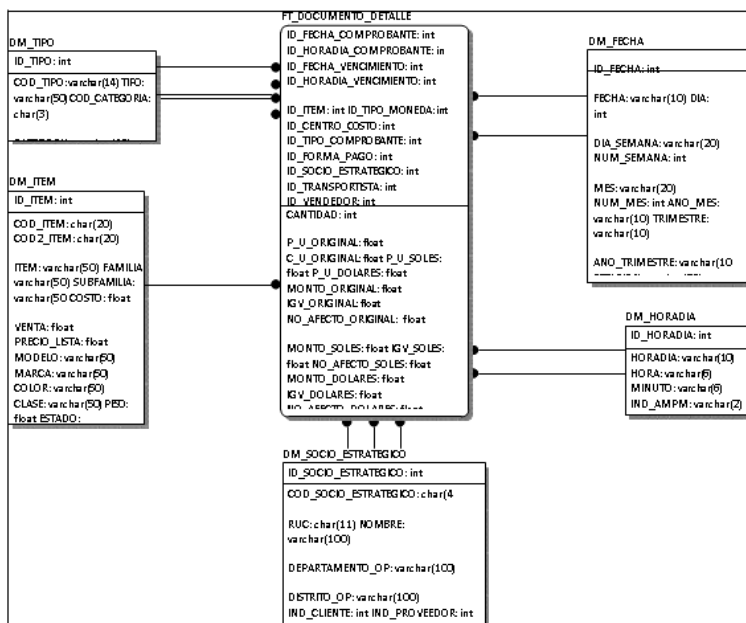 FT_DOCUMENTO_DETALLE
ID_FECHA_COMPROBANTE: int
ID_HORADIA_COMPROBANTE: in
ID_FECHA_VENCIMIENTO: int
ID_HORADIA_VENCIMIENTO: int
ID_ITEM: int ID_TIPO_MONEDA: int
ID_CENTRO_COSTO: int
ID_TIPO_COMPROBANTE: int
ID_FORMA_PAGO: int
ID_SOCIO_ESTRATEGICO: int
ID_TRANSPORTISTA: int
ID_VENDEDOR: int
CANTIDAD: int
P_U_ORIGINAL: float
C_U_ORIGINAL: float P_U_SOLES:
float P_U_DOLARES: float
MONTO_ORIGINAL: float
IGV_ORIGINAL: float
NO_AFECTO_ORIGINAL: float
MONTO_SOLES: float IGV_SOLES:
float NO_AFECTO_SOLES: float
MONTO_DOLARES: float
IGV_DOLARES: float
NO_AFECTO_DOLARES: float
DM_TIPO
ID_TIPO: int
COD_TIPO: varchar(14) TIPO:
varchar(50) COD_CATEGORIA:
char(3)
DM_ITEM
ID_ITEM: int
COD_ITEM: char(20)
COD2_ITEM: char(20)
ITEM: varchar(50) FAMILIA
varchar(50) SUBFAMILIA:
varchar(50 COSTO: float
VENTA: float
PRECIO_LISTA: float
MODELO: varchar(50)
MARCA: varchar(50)
COLOR: varchar(50)
CLASE: varchar(50) PESO:
float ESTADO:
DM_FECHA
ID_FECHA: int
FECHA: varchar(10) DIA:
int
DIA_SEMANA: varchar(20)
NUM_SEMANA: int
MES: varchar(20)
NUM_MES: int ANO_MES:
varchar(10) TRIMESTRE:
varchar(10)
ANO_TRIMESTRE: varchar(10
DM_HORADIA
ID_HORADIA: int
HORADIA: varchar(10)
HORA: varchar(6)
MINUTO: varchar(6)
IND_AMPM: varchar(2)
DM_SOCIO_ESTRATEGICO
ID_SOCIO_ESTRATEGICO: int
COD_SOCIO_ESTRATEGICO: char(4
RUC: char(11) NOMBRE:
varchar(100)
DEPARTAMENTO_OP: varchar(100)
DISTRITO_OP: varchar(100)
IND_CLIENTE: int IND_PROVEEDOR: int